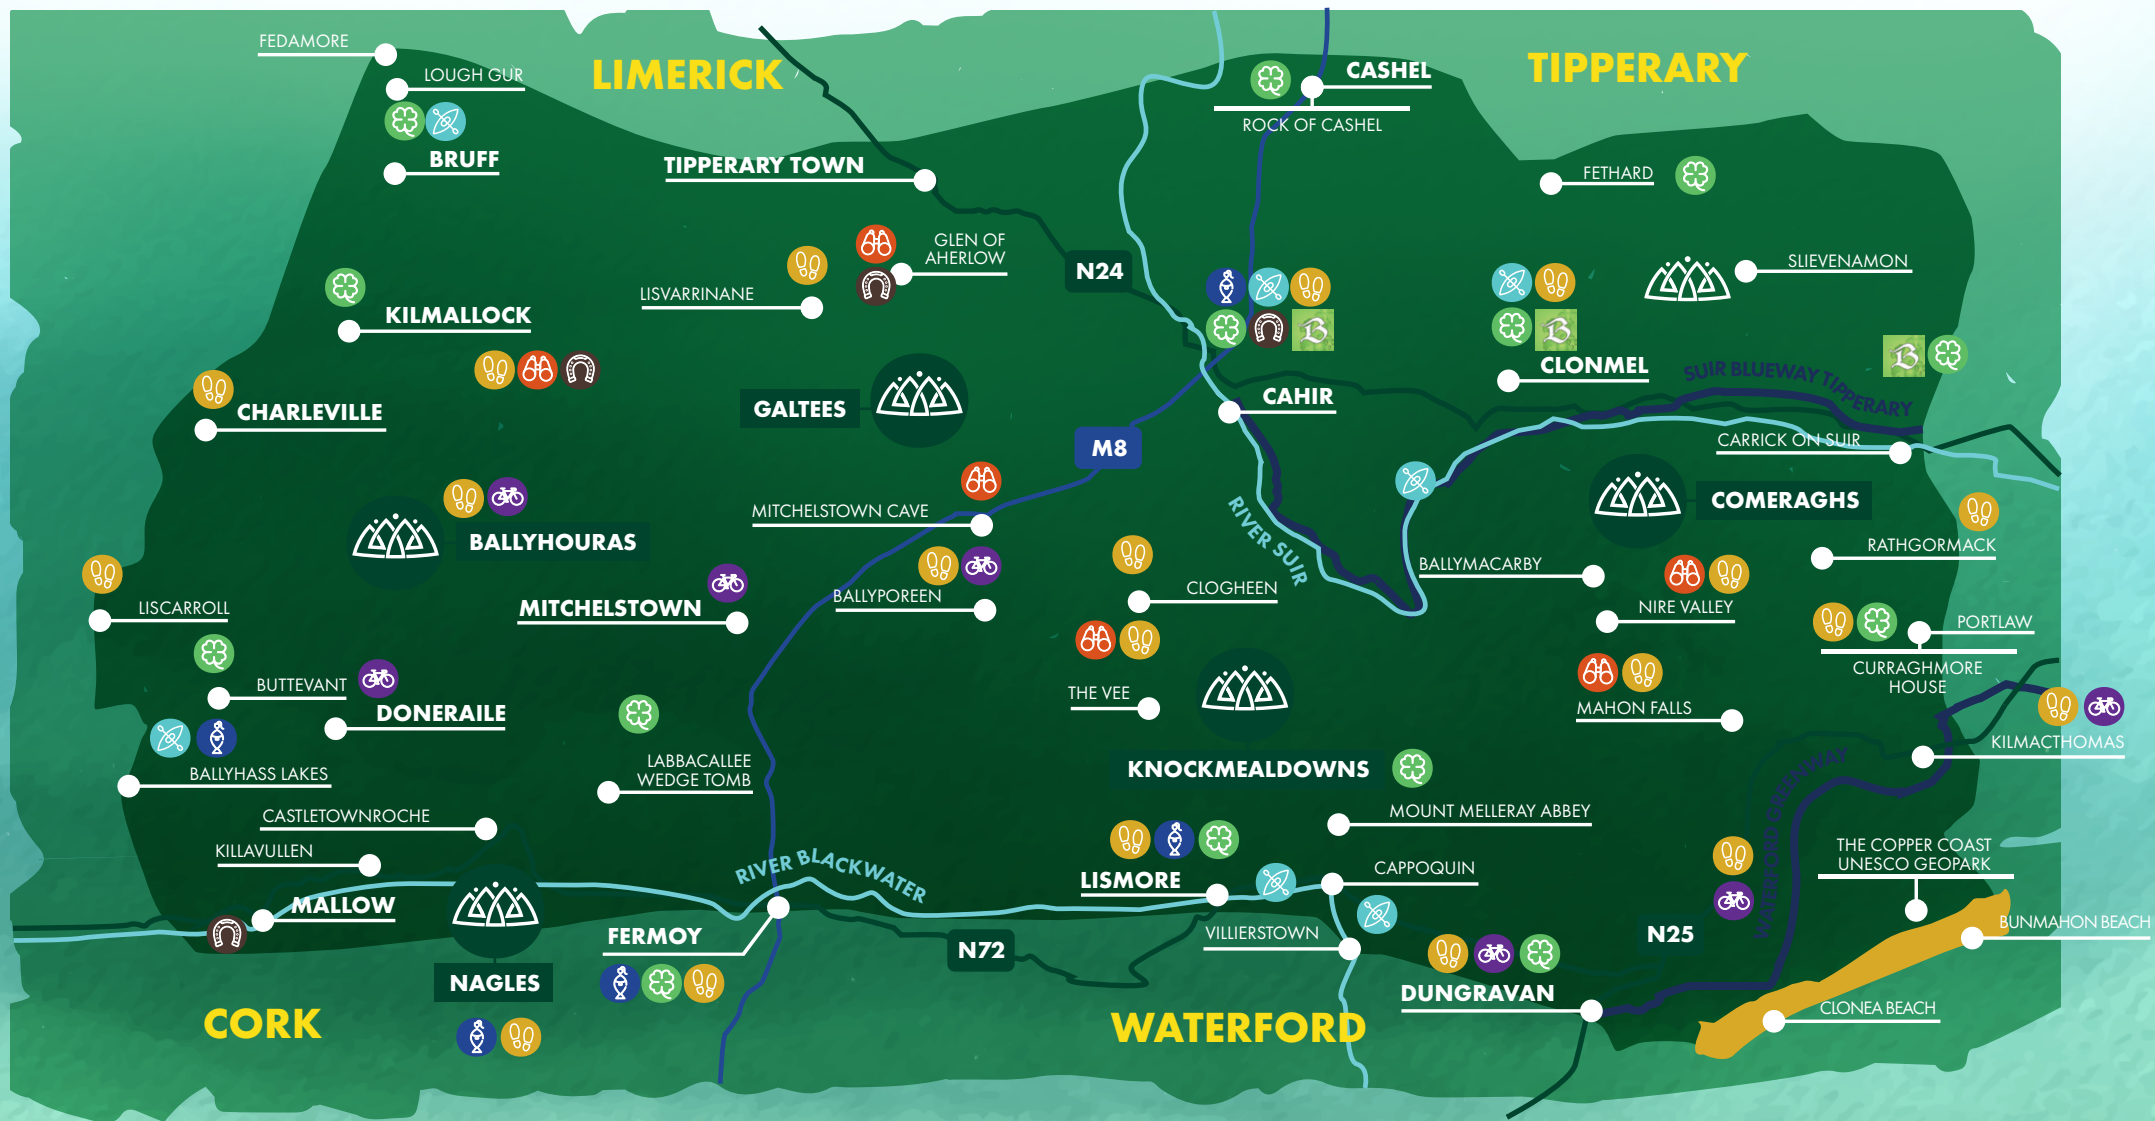 FEDAMORE
LIMERICK
TIPPERARY
CASHEL
LOUGH GUR
ROCK OF CASHEL
BRUFF
TIPPERARY TOWN
FETHARD
GLEN OF
AHERLOW
SLIEVENAMON
N24
LISVARRINANE
KILMALLOCK
B
B
B
CLONMEL
SUIR BLUEWAY TIPPERARY
CAHIR
GALTEES
CHARLEVILLE
CARRICK ON SUIR
M8
COMERAGHS
MITCHELSTOWN CAVE
RIVER SUIR
BALLYHOURAS
RATHGORMACK
BALLYMACARBY
CLOGHEEN
BALLYPOREEN
LISCARROLL
MITCHELSTOWN
NIRE VALLEY
PORTLAW
CURRAGHMORE
HOUSE
BUTTEVANT
THE VEE
MAHON FALLS
DONERAILE
KILMACTHOMAS
LABBACALLEE
WEDGE TOMB
KNOCKMEALDOWNS
BALLYHASS LAKES
WATERFORD GREENWAY
CASTLETOWNROCHE
MOUNT MELLERAY ABBEY
KILLAVULLEN
THE COPPER COAST
UNESCO GEOPARK
RIVER BLACKWATER
CAPPOQUIN
LISMORE
MALLOW
BUNMAHON BEACH
FERMOY
VILLIERSTOWN
N25
N72
NAGLES
DUNGRAVAN
CLONEA BEACH
CORK
WATERFORD